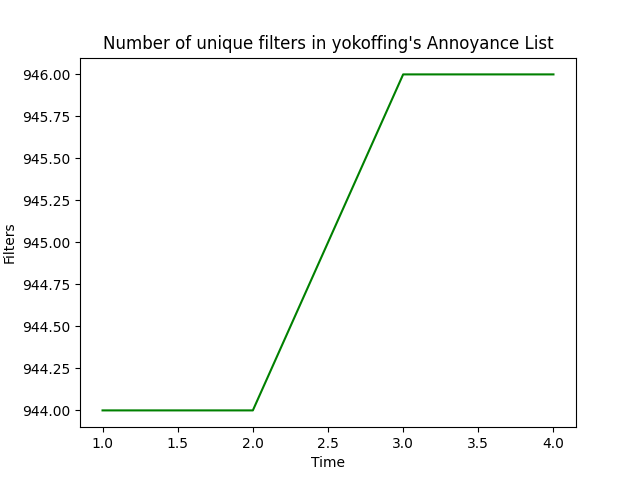 Number of unique filters in yokoffing's Annoyance List
946.00
945.75
945.50
945.25
945.00
944.75
944.50
944.25
944.00
Filters
1.0 1.5 2.0 2.5 3.0 3.5 4.0
Time